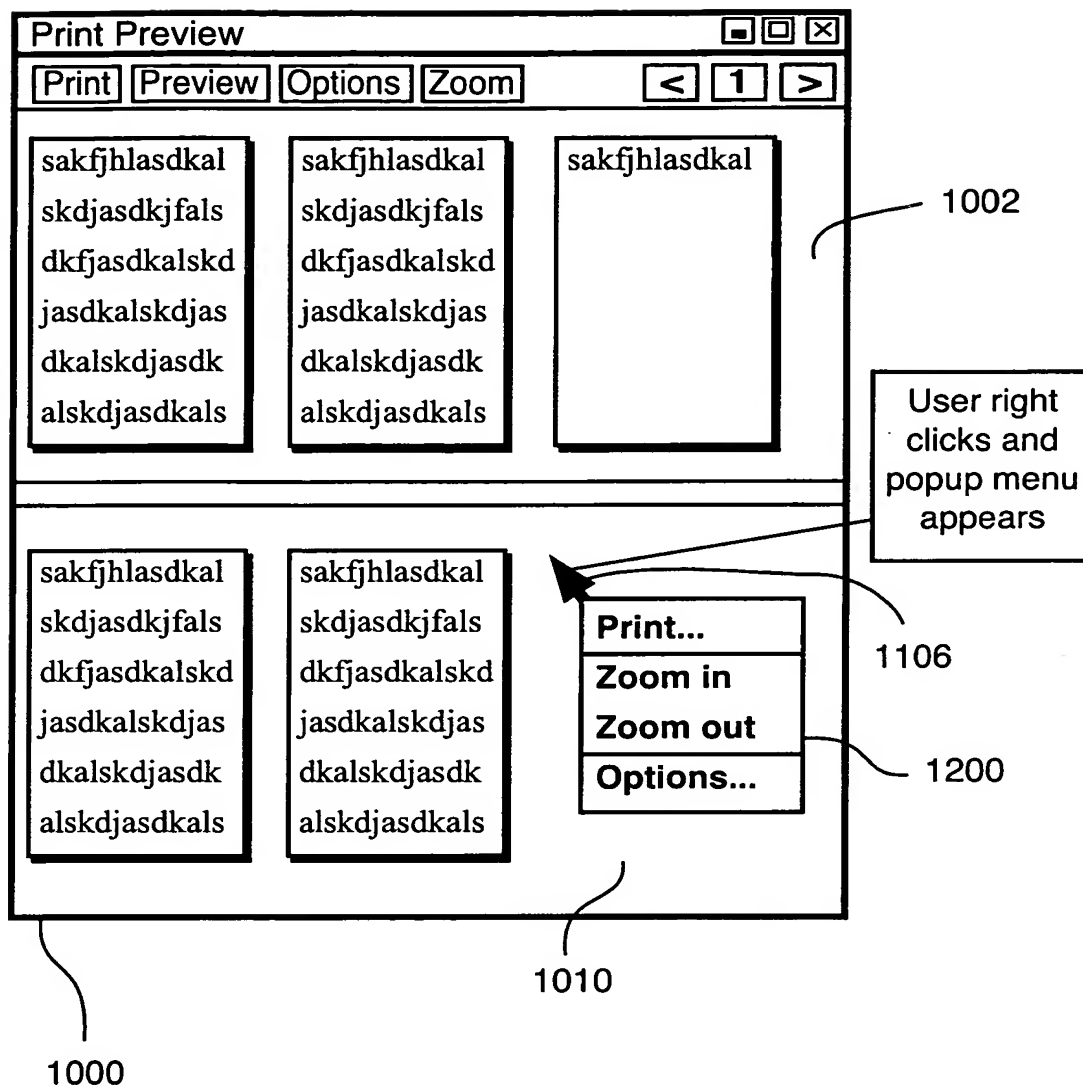 Print Preview
Print Preview Options Zoom < 1 >
sakfjhlasdkal sakfjhlasdkal sakfjhlasdkal
skdjasdkjfals skdjasdkjfals
dkfjasdkalskd dkfjasdkalskd
jasdkalskdjas jasdkalskdjas
dkalskdjasdk dkalskdjasdk
alskdjasdkals alskdjasdkals
1002
User right
clicks and
popup menu
appears
sakfjhlasdkal sakfjhlasdkal
skdjasdkjfals skdjasdkjfals
dkfjasdkalskd dkfjasdkalskd
jasdkalskdjas jasdkalskdjas
dkalskdjasdk dkalskdjasdk
alskdjasdkals alskdjasdkals
Print...
Zoom in
Zoom out
Options...
1106
1200
1010
1000